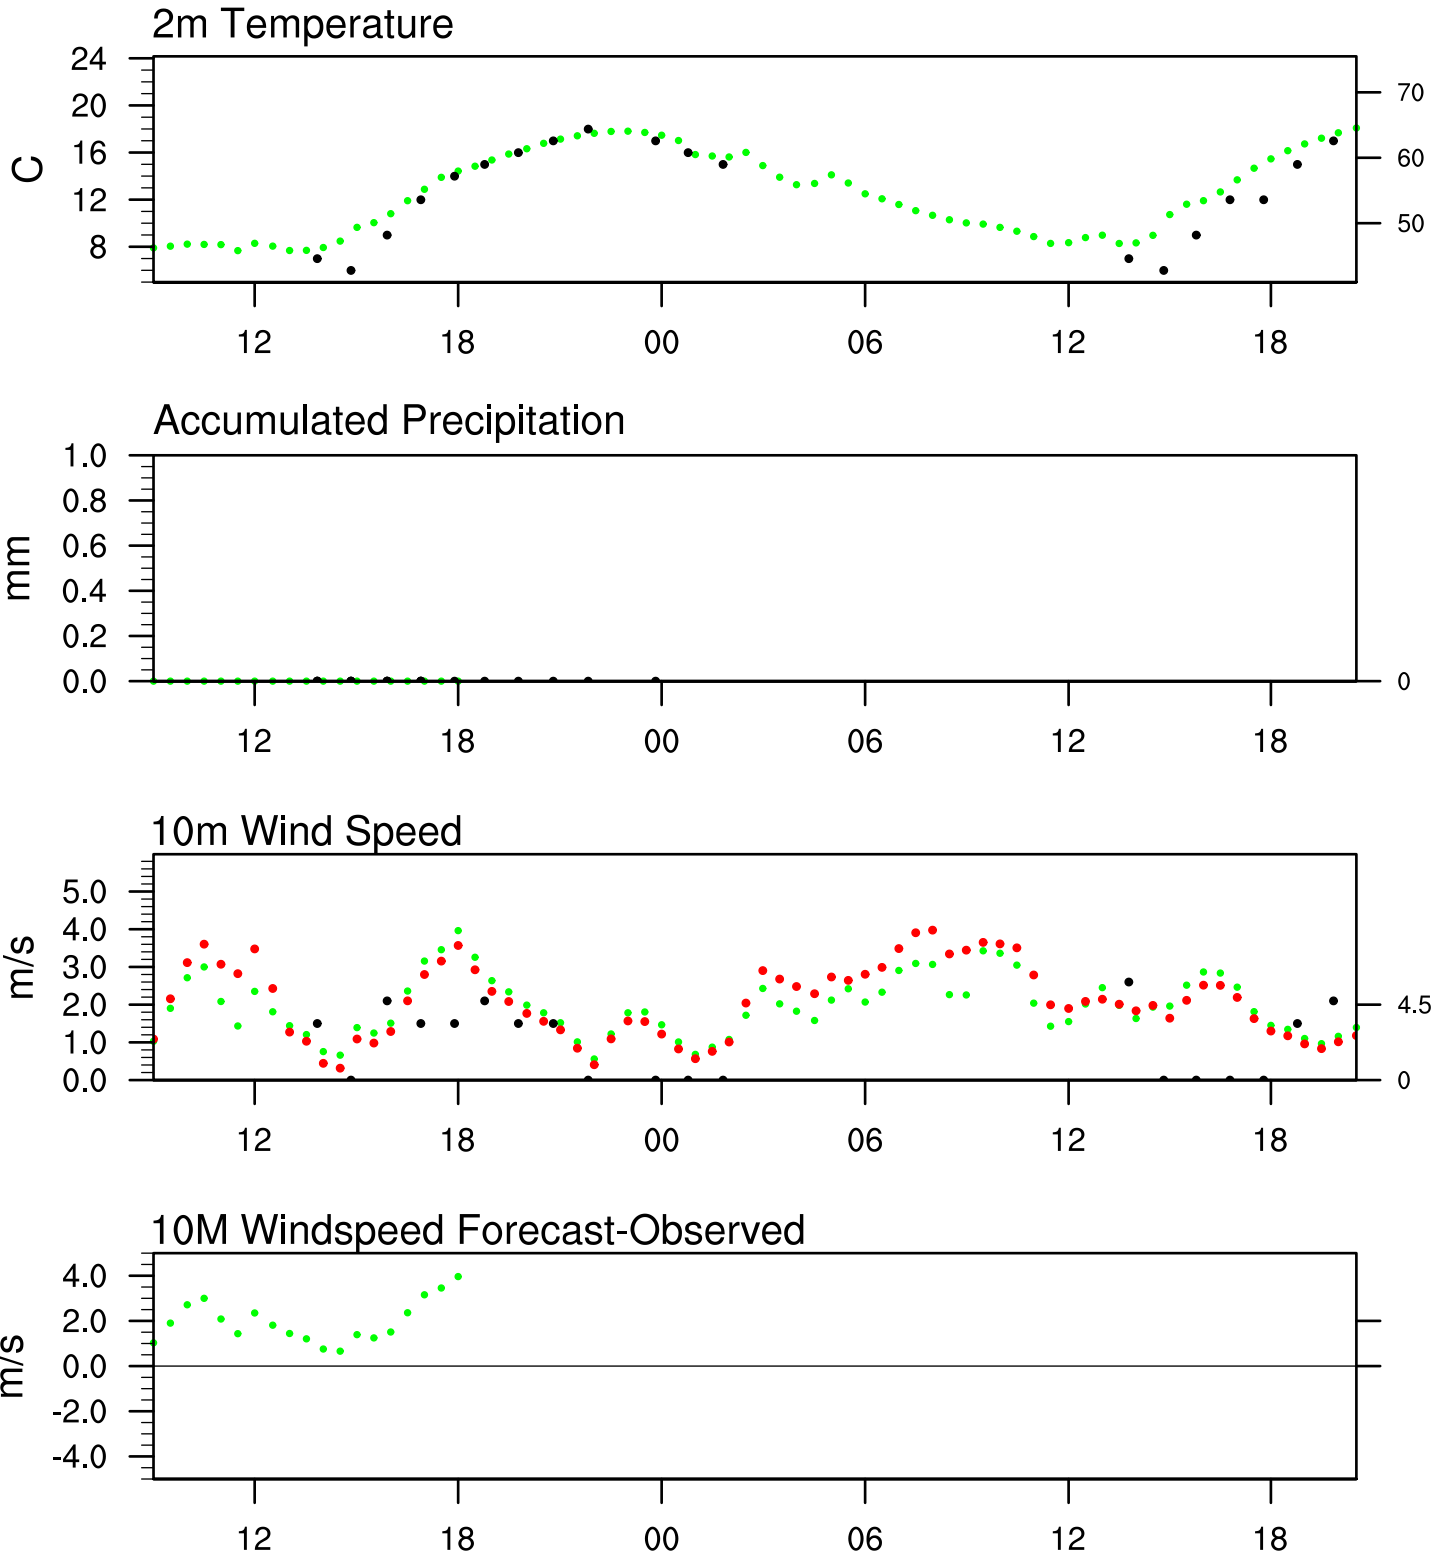 2m Temperature
24
20
16
12
8
C
70
60
50
12 18 00 06 12 18
Accumulated Precipitation
1.0
0.8
0.6
0.4
0.2
0.0
mm
0
12 18 00 06 12 18
10m Wind Speed
5.0
4.0
3.0
2.0
1.0
0.0
m/s
4.5
0
12 18 00 06 12 18
10M Windspeed Forecast-Observed
4.0
2.0
0.0
-2.0
-4.0
m/s
12 18 00 06 12 18